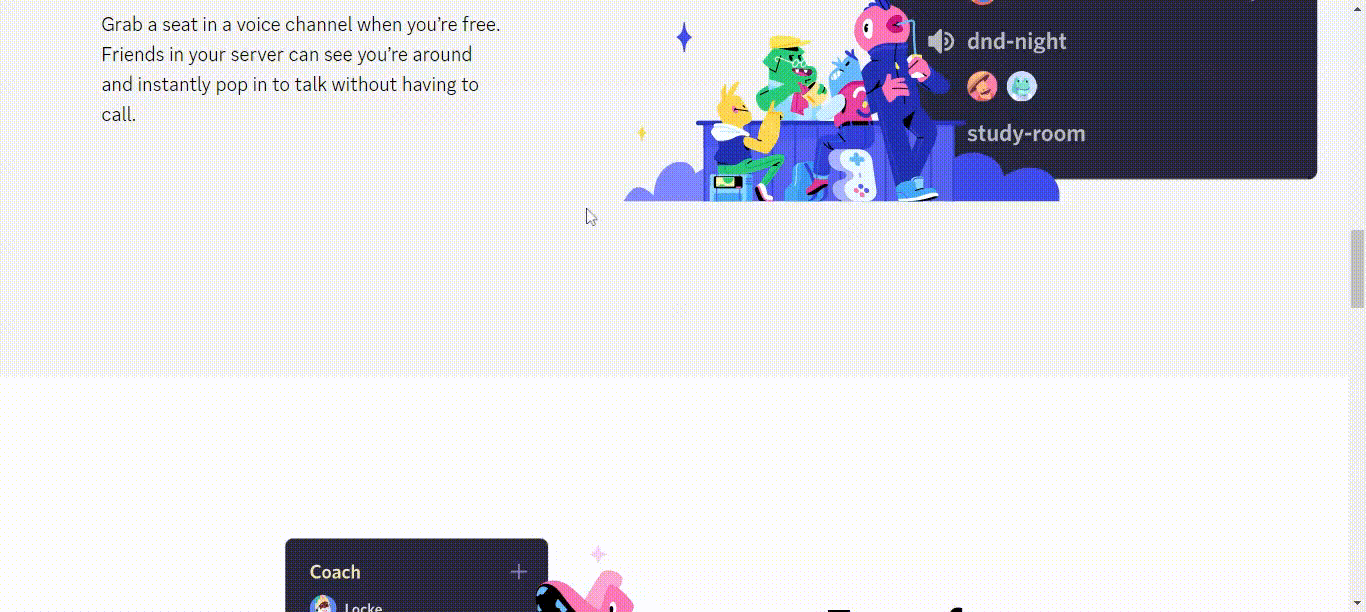 Grab a seat in a voice channel when you’re free.
Friends in your server can see you’re around
and instantly pop in to talk without having to
call.
dnd-night
study-room
Coach
Locke